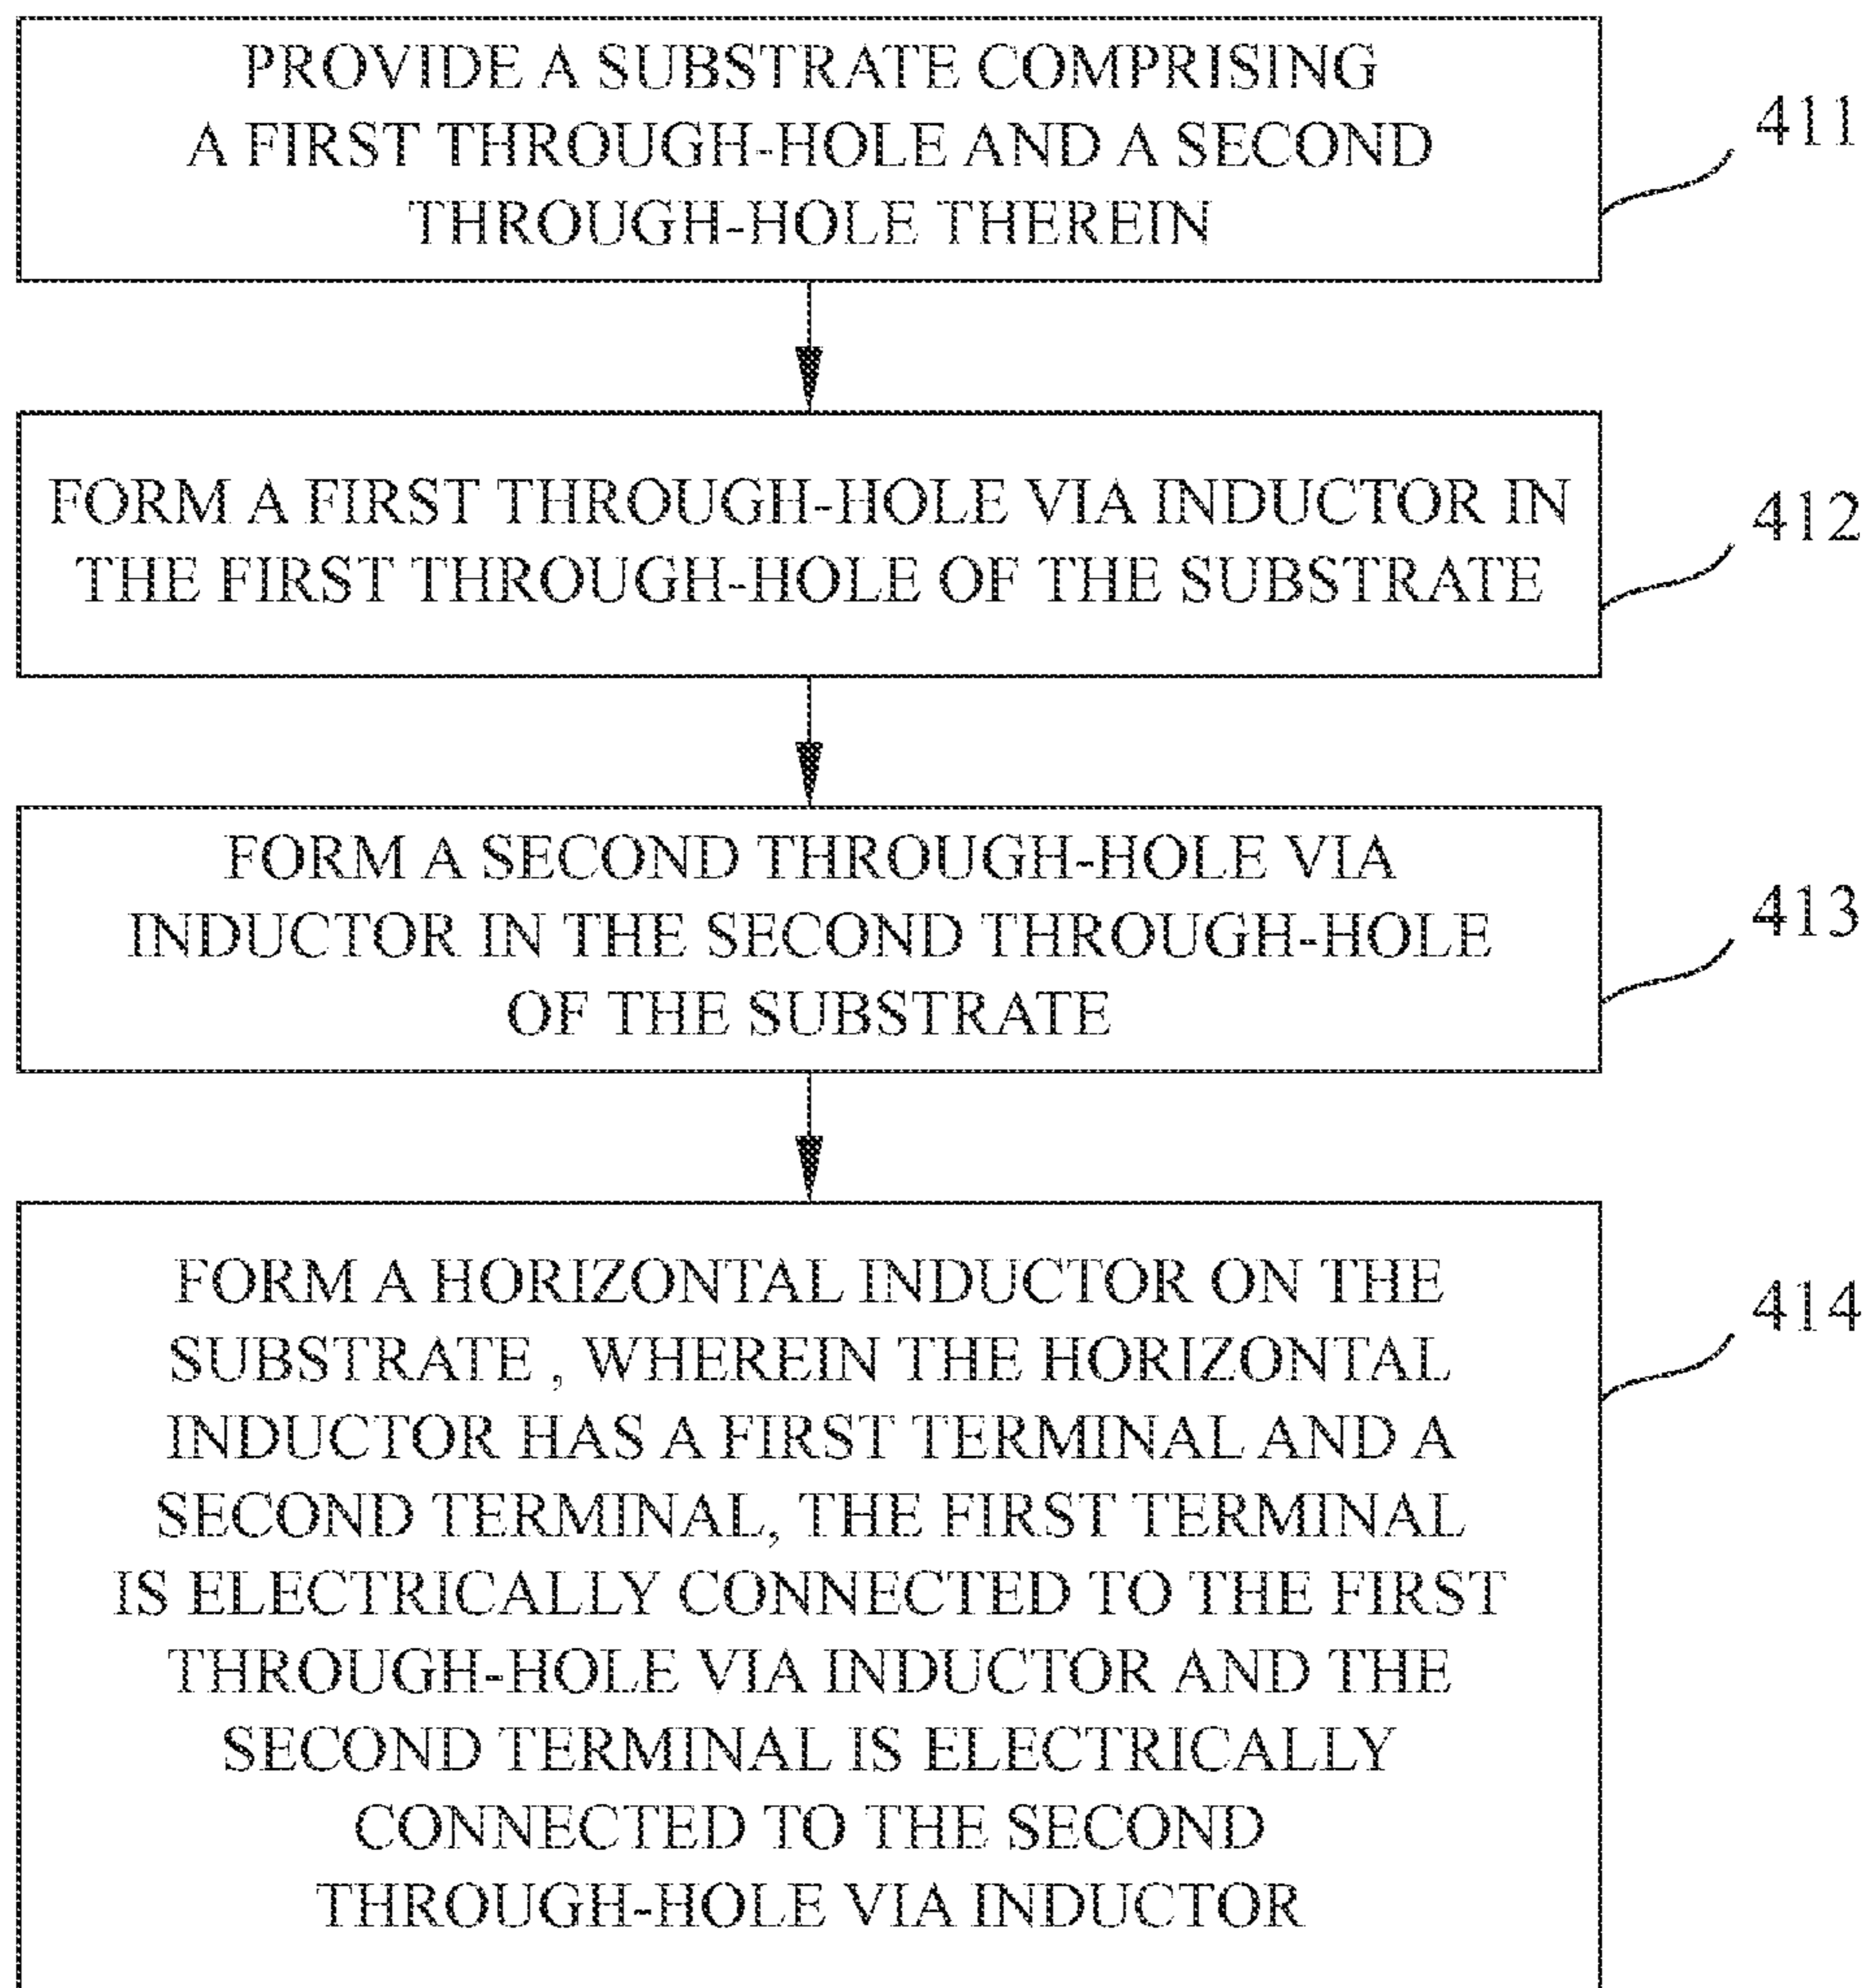 PROVIDE A SUBSTRATE COMPRISING
A FIRST THROUGH-HOLE AND A SECOND
THROUGH-HOLE THEREIN
411
FORM A FIRST THROUGH-HOLE VIA INDUCTOR IN
THE FIRST THROUGH-HOLE OF THE SUBSTRATE
412
FORM A SECOND THROUGH-HOLE VIA
INDUCTOR IN THE SECOND THROUGH-HOLE
OF THE SUBSTRATE
413
FORM A HORIZONTAL INDUCTOR ON THE
SUBSTRATE , WHEREIN THE HORIZONTAL
INDUCTOR HAS A FIRST TERMINAL AND A
SECOND TERMINAL, THE FIRST TERMINAL
IS ELECTRICALLY CONNECTED TO THE FIRST
THROUGH-HOLE VIA INDUCTOR AND THE
SECOND TERMINAL IS ELECTRICALLY
CONNECTED TO THE SECOND
THROUGH-HOLE VIA INDUCTOR
414